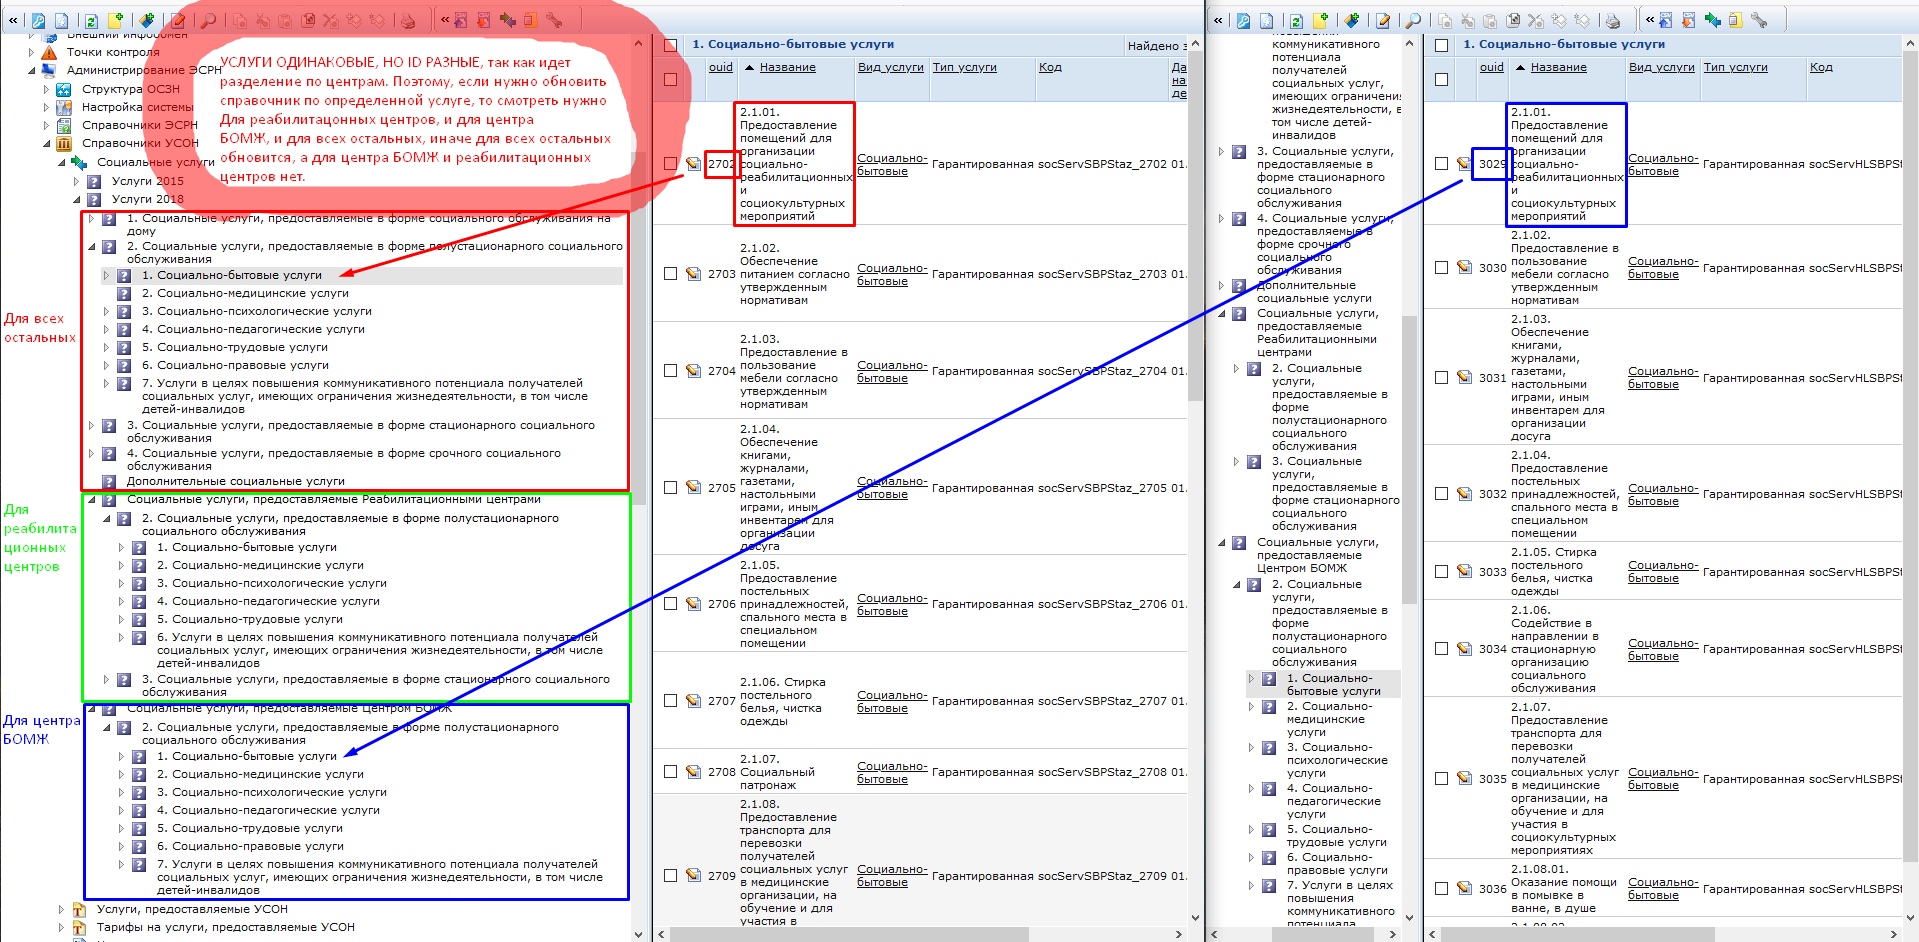 Внешний инфообмен
Точки контроля
Администрирование ЭСРН
Структура ОСЗН
Настройка системы
Справочники ЭСРН
Справочники УСОН
Социальные услуги
Услуги 2015
Услуги 2018
УСЛУГИ ОДИНАКОВЫЕ, НО ID РАЗНЫЕ, так как идет
разделение по центрам. Поэтому, если нужно обновить
справочник по определенной услуге, то смотреть нужно
Для реабилитацонных центров, и для центра
БОМЖ, и для всех остальных, иначе для всех остальных
обновится, а для центра БОМЖ и реабилитационных
центров нет.
Для всех
остальных
1. Социальные услуги, предоставляемые в форме социального обслуживания на
дому
2. Социальные услуги, предоставляемые в форме полустационарного социального
обслуживания
1. Социально-бытовые услуги
2. Социально-медицинские услуги
3. Социально-психологические услуги
4. Социально-педагогические услуги
5. Социально-трудовые услуги
6. Социально-правовые услуги
7. Услуги в целях повышения коммуникативного потенциала получателей
социальных услуг, имеющих ограничения жизнедеятельности, в том числе
детей-инвалидов
3. Социальные услуги, предоставляемые в форме стационарного социального
обслуживания
4. Социальные услуги, предоставляемые в форме срочного социального
обслуживания
Дополнительные социальные услуги
Для
реабилита
ционных
центров
Социальные услуги, предоставляемые Реабилитационными центрами
2. Социальные услуги, предоставляемые в форме полустационарного
социального обслуживания
1. Социально-бытовые услуги
2. Социально-медицинские услуги
3. Социально-психологические услуги
4. Социально-педагогические услуги
5. Социально-трудовые услуги
6. Услуги в целях повышения коммуникативного потенциала получателей
социальных услуг, имеющих ограничения жизнедеятельности, в том числе
детей-инвалидов
3. Социальные услуги, предоставляемые в форме стационарного социального
обслуживания
Для центра
БОМЖ
Социальные услуги, предоставляемые Центром БОМЖ
2. Социальные услуги, предоставляемые в форме полустационарного
социального обслуживания
1. Социально-бытовые услуги
2. Социально-медицинские услуги
3. Социально-психологические услуги
4. Социально-педагогические услуги
5. Социально-трудовые услуги
6. Социально-правовые услуги
7. Услуги в целях повышения коммуникативного потенциала получателей
социальных услуг, имеющих ограничения жизнедеятельности, в том числе
детей-инвалидов
Услуги, предоставляемые УСОН
Тарифы на услуги, предоставляемые УСОН
1. Социально-бытовые услуги
Найдено з
ouid Название Вид услуги Тип услуги Код Да
на
де
2.1.01.
Предоставление
помещений для
организации
социально-
реабилитационных
и
социокультурных
мероприятий
2702 Социально-
бытовые Гарантированная socServSBPStaz_2702 01.
2.1.02.
Обеспечение
питанием согласно
утвержденным
нормативам
2703 Социально-
бытовые Гарантированная socServSBPStaz_2703 01.
2.1.03.
Предоставление в
пользование
мебели согласно
утвержденным
нормативам
2704 Социально-
бытовые Гарантированная socServSBPStaz_2704 01.
2.1.04.
Обеспечение
книгами,
журналами,
газетами,
настольными
играми, иным
инвентарем для
организации
досуга
2705 Социально-
бытовые Гарантированная socServSBPStaz_2705 01.
2.1.05.
Предоставление
постельных
принадлежностей,
спального места в
специальном
помещении
2706 Социально-
бытовые Гарантированная socServSBPStaz_2706 01.
2.1.06. Стирка
постельного
белья, чистка
одежды
2707 Социально-
бытовые Гарантированная socServSBPStaz_2707 01.
2.1.07.
Социальный
патронаж
2708 Социально-
бытовые Гарантированная socServSBPStaz_2708 01.
2.1.08.
Предоставление
транспорта для
перевозки
получателей
социальных услуг
в медицинские
организации, на
обучение и для
участия в
2709 Социально-
бытовые Гарантированная socServSBPStaz_2709 01.
повышения
коммуникативного
потенциала
получателей
социальных услуг,
имеющих ограничения
жизнедеятельности, в
том числе детей-
инвалидов
3. Социальные услуги,
предоставляемые в
форме стационарного
социального
обслуживания
4. Социальные услуги,
предоставляемые в
форме срочного
социального
обслуживания
Дополнительные
социальные услуги
Социальные услуги,
предоставляемые
Реабилитационными
центрами
2. Социальные
услуги,
предоставляемые в
форме
полустационарного
социального
обслуживания
3. Социальные
услуги,
предоставляемые в
форме стационарного
социального
обслуживания
Социальные услуги,
предоставляемые
Центром БОМЖ
2. Социальные
услуги,
предоставляемые в
форме
полустационарного
социального
обслуживания
1. Социально-
бытовые услуги
2. Социально-
медицинские
услуги
3. Социально-
психологические
услуги
4. Социально-
педагогические
услуги
5. Социально-
трудовые услуги
6. Социально-
правовые услуги
7. Услуги в целях
повышения
коммуникативного
потенциала
1. Социально-бытовые услуги
ouid Название Вид услуги Тип услуги Код
2.1.01.
Предоставление
помещений для
организации
социально-
реабилитационных
и
социокультурных
мероприятий
3029 Социально-
бытовые Гарантированная socServHLSBPSt
2.1.02.
Предоставление в
пользование
мебели согласно
утвержденным
нормативам
3030 Социально-
бытовые Гарантированная socServHLSBPSt
2.1.03.
Обеспечение
книгами,
журналами,
газетами,
настольными
играми, иным
инвентарем для
организации
досуга
3031 Социально-
бытовые Гарантированная socServHLSBPSt
2.1.04.
Предоставление
постельных
принадлежностей,
спального места в
специальном
помещении
3032 Социально-
бытовые Гарантированная socServHLSBPSt
2.1.05. Стирка
постельного
белья, чистка
одежды
3033 Социально-
бытовые Гарантированная socServHLSBPSt
2.1.06.
Содействие в
направлении в
стационарную
организацию
социального
обслуживания
3034 Социально-
бытовые Гарантированная socServHLSBPSt
2.1.07.
Предоставление
транспорта для
перевозки
получателей
социальных услуг
в медицинские
организации, на
обучение и для
участия в
социокультурных
мероприятиях
3035 Социально-
бытовые Гарантированная socServHLSBPSt
2.1.08.01.
Оказание помощи
в помывке в
ванне, в душе
3036 Социально-
бытовые Гарантированная socServHLSBPSt